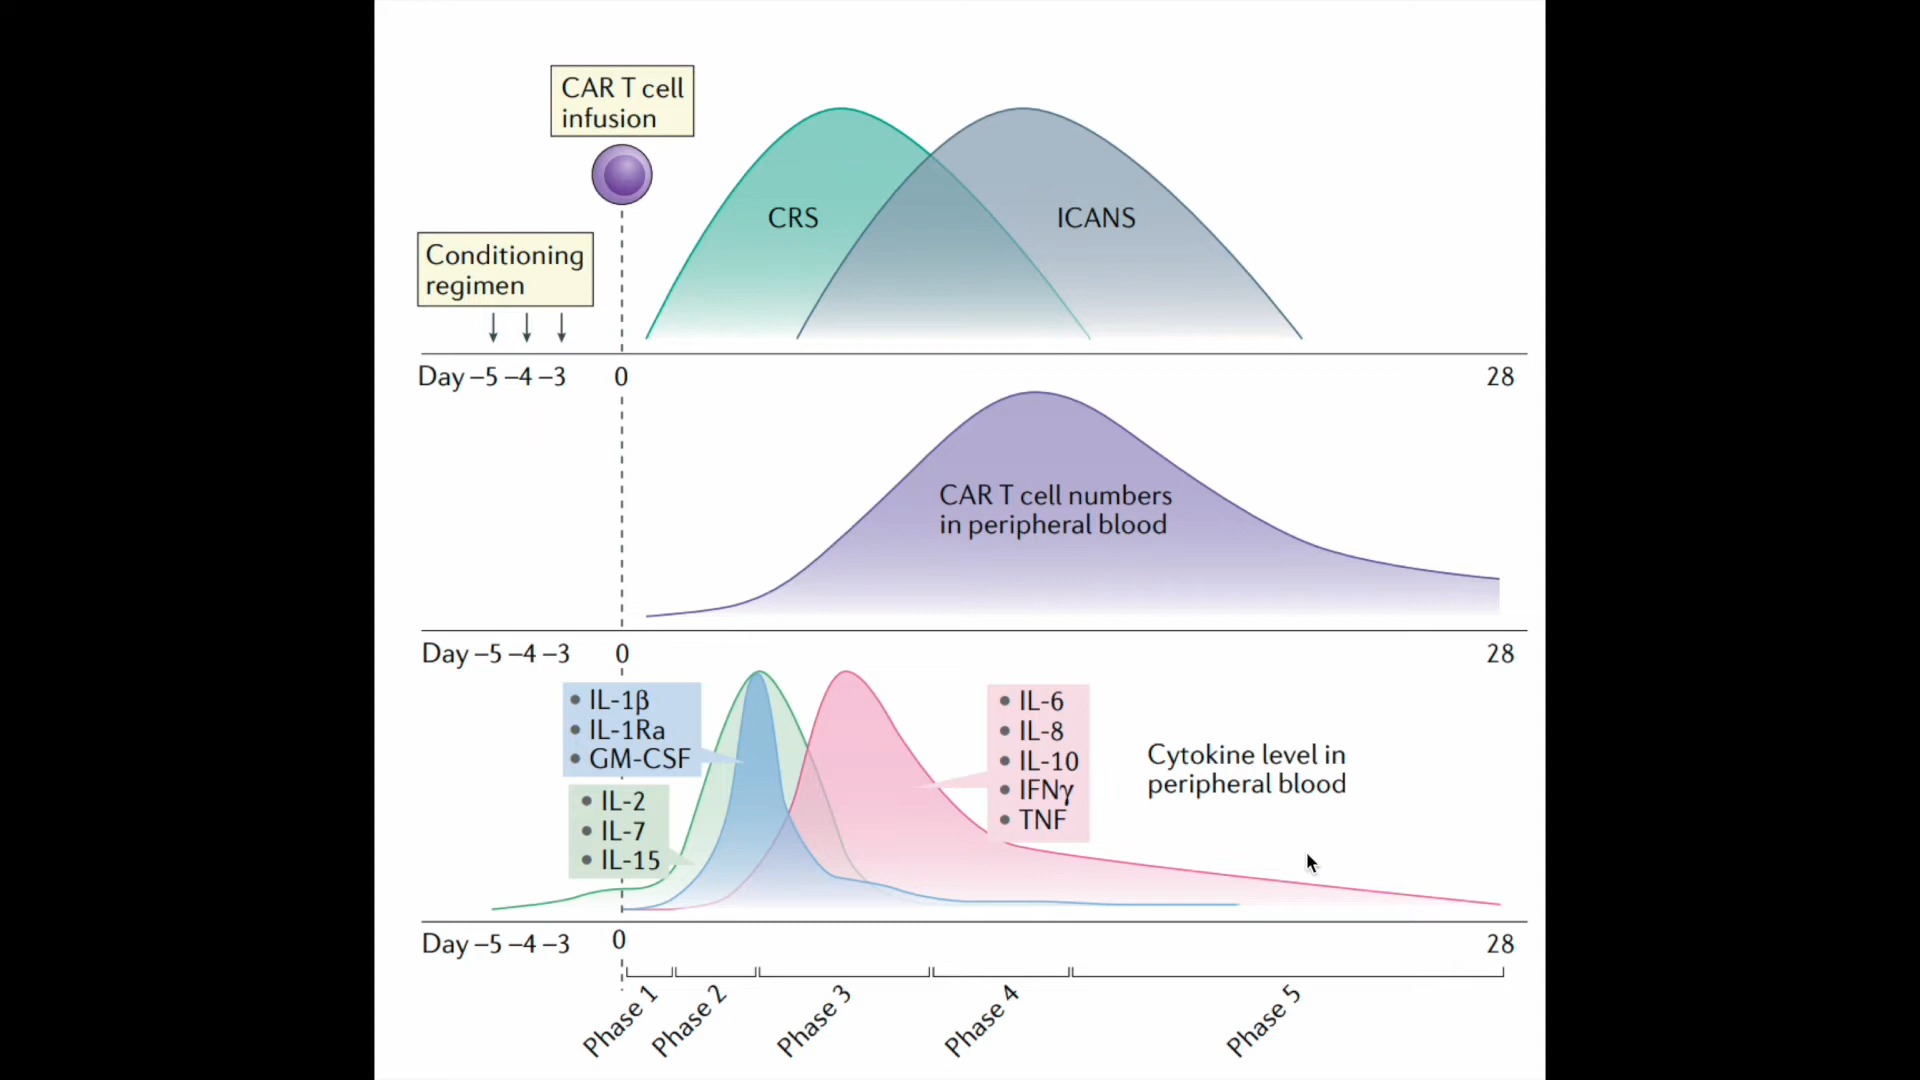 CAR T cell
infusion
Conditioning
regimen
CRS
ICANS
Day –5 –4 –3 0 28
CAR T cell numbers
in peripheral blood
Day –5 –4 –3 0 28
• IL-1β
• IL-1Ra
• GM-CSF
• IL-2
• IL-7
• IL-15
• IL-6
• IL-8
• IL-10
• IFNγ
• TNF
Cytokine level in
peripheral blood
Day –5 –4 –3 0 28
Phase 1
Phase 2
Phase 3
Phase 4
Phase 5